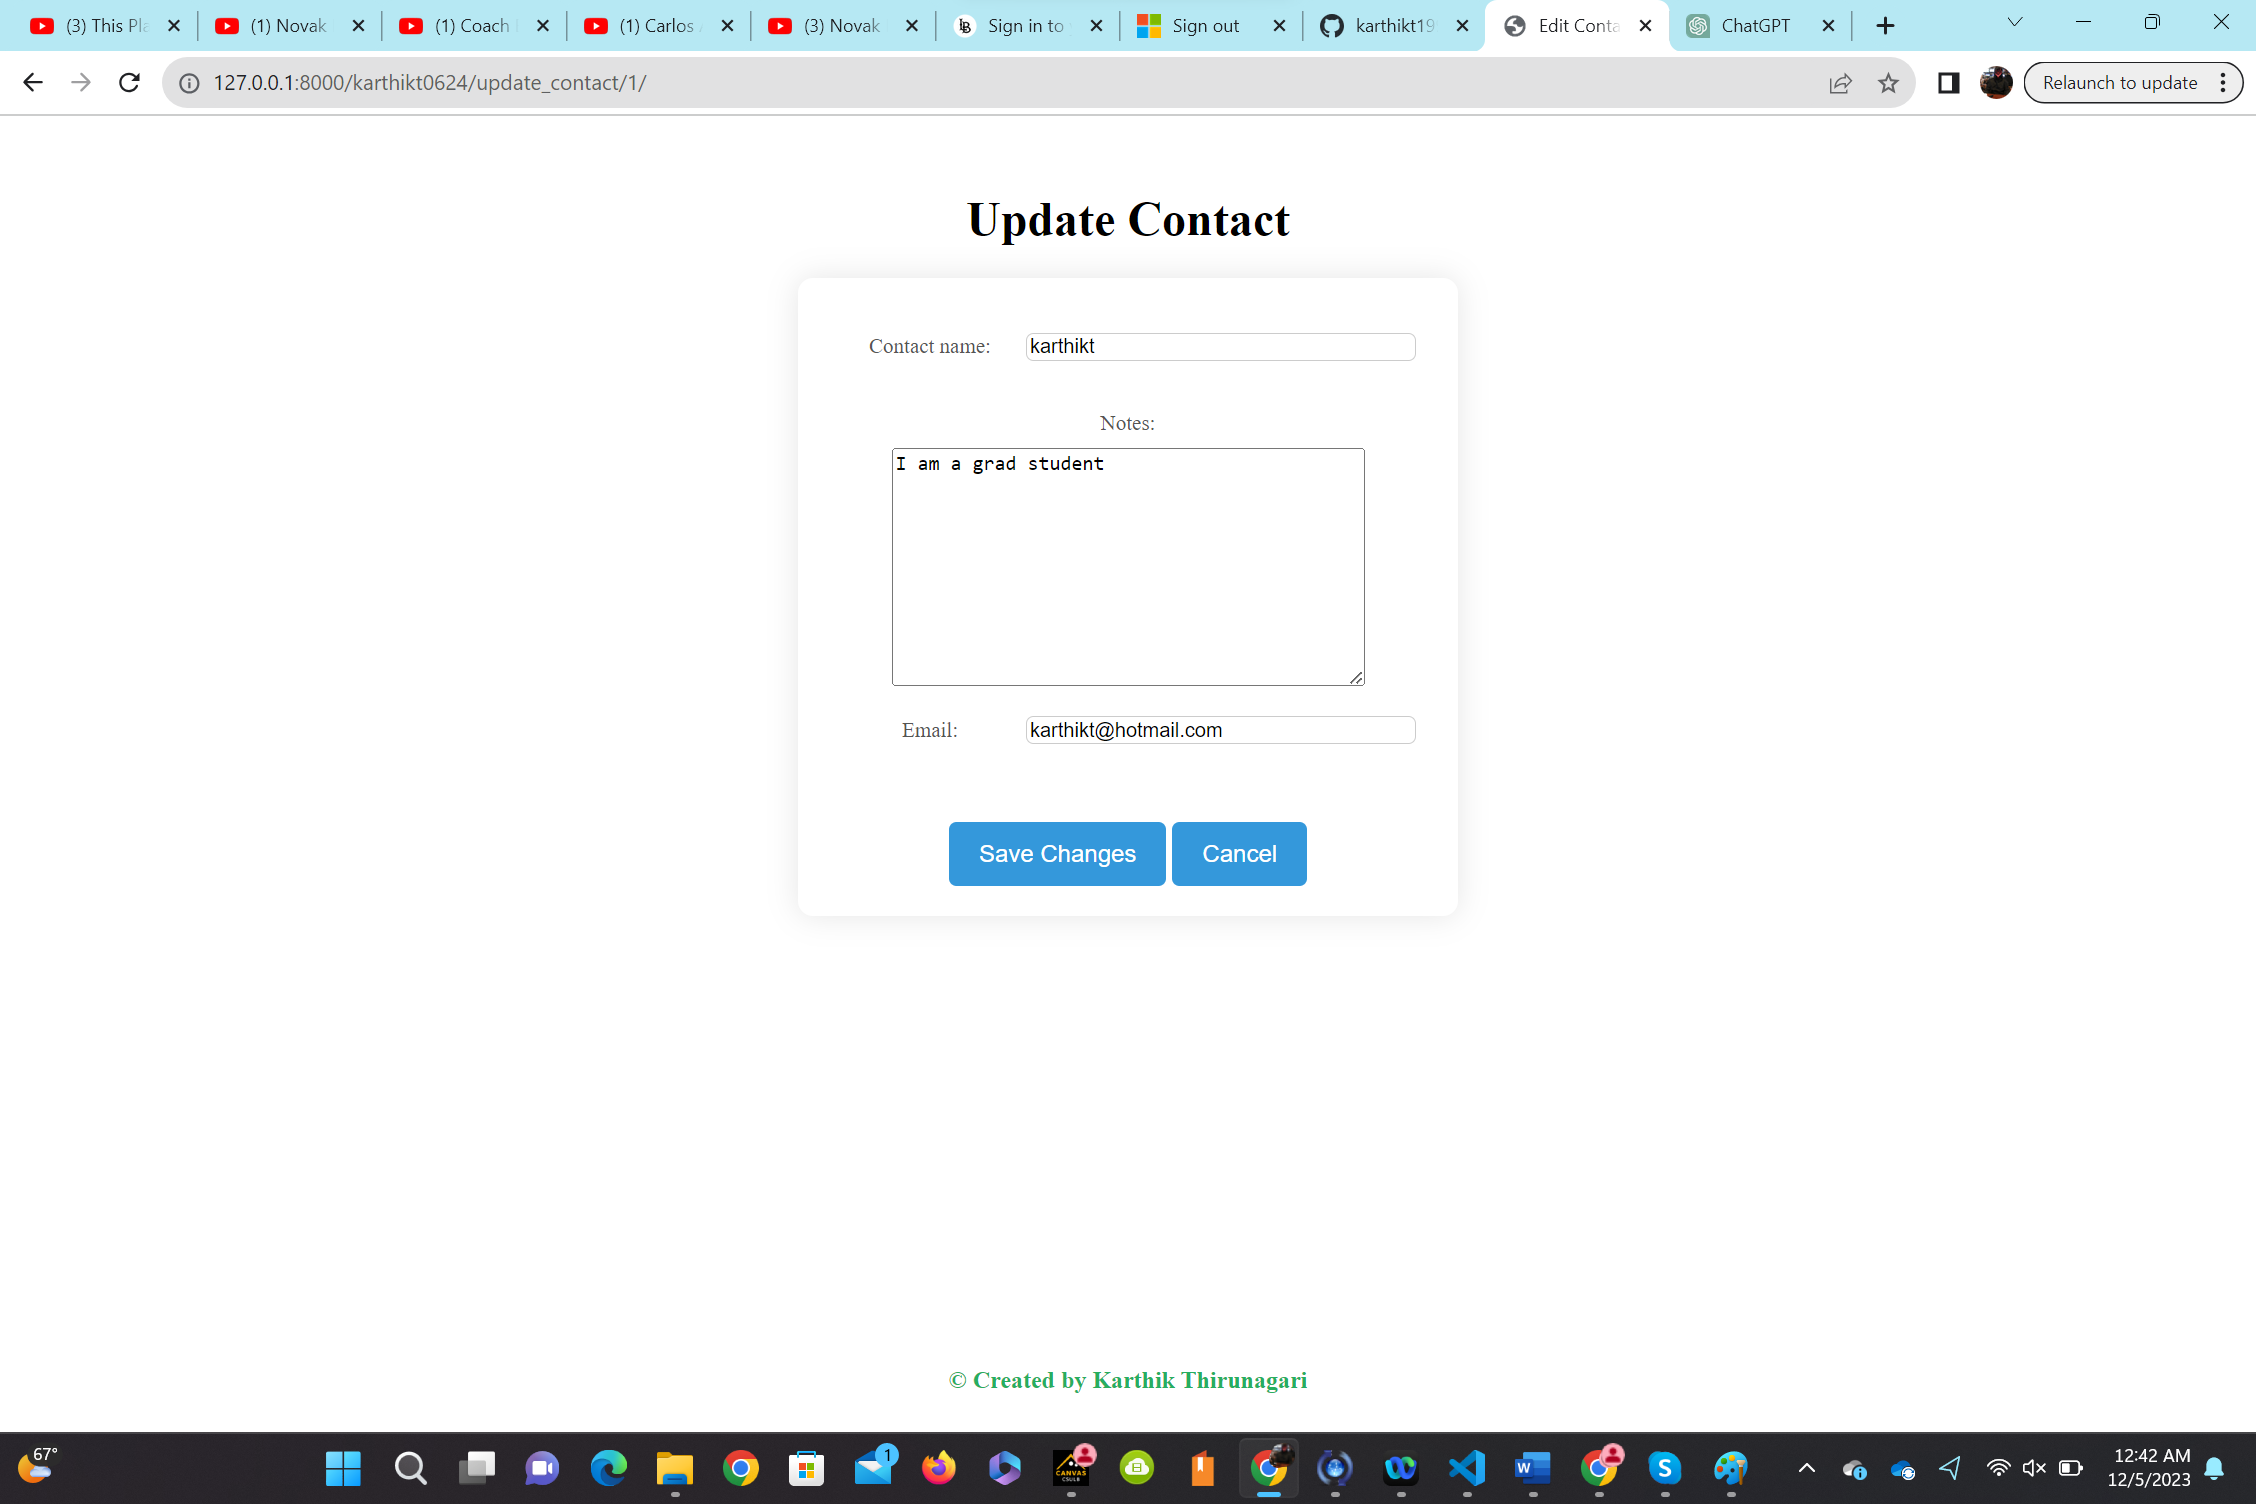 (3) This Pla
(1) Novak
(1) Coach
(1) Carlos
(3) Novak
Sign in to
Sign out
karthikt19
Edit Conta
ChatGPT
127.0.0.1:8000/karthikt0624/update_contact/1/
Relaunch to update
Update Contact
Contact name: karthikt
Notes:
I am a grad student
Email: karthikt@hotmail.com
Save Changes
Cancel
© Created by Karthik Thirunagari
67°
1
CANVAS
CSULB
12:42 AM
12/5/2023